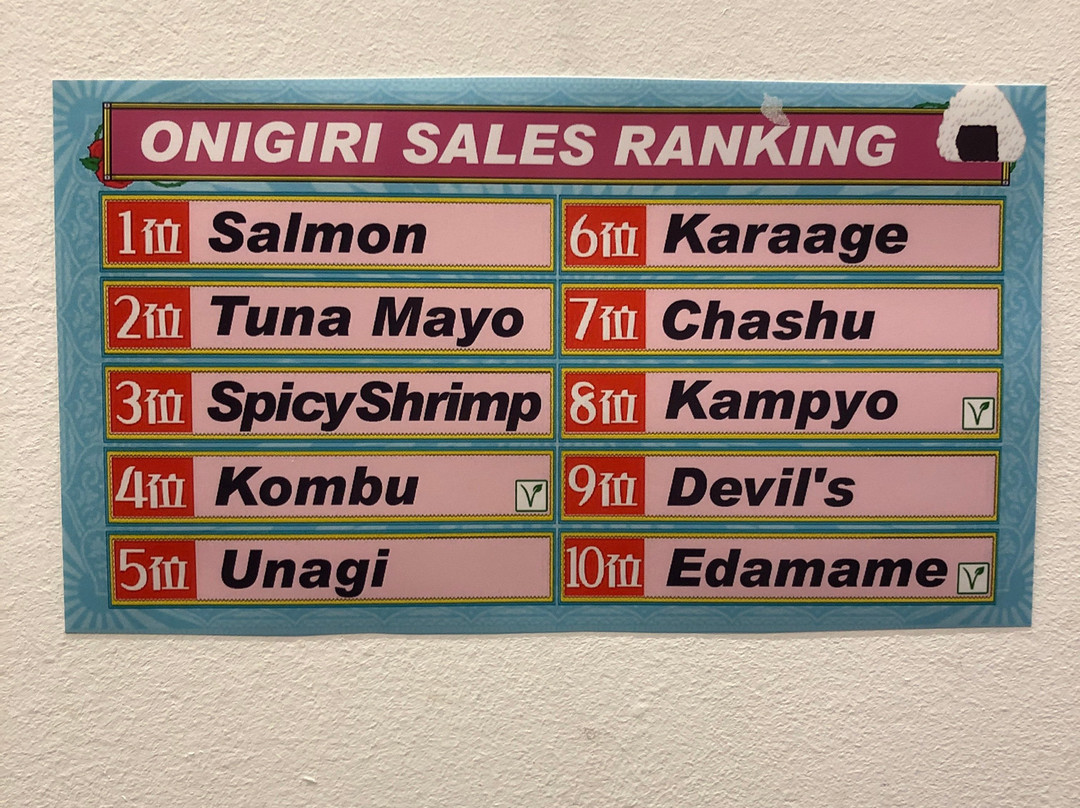 ONIGIRI SALES RANKING
1位 Salmon
2位 Tuna Mayo
3位 SpicyShrimp
4位 Kombu V
5位 Unagi
6位 Karaage
7位 Chashu
8位 Kampyo V
9位 Devil's
10位 Edamame V